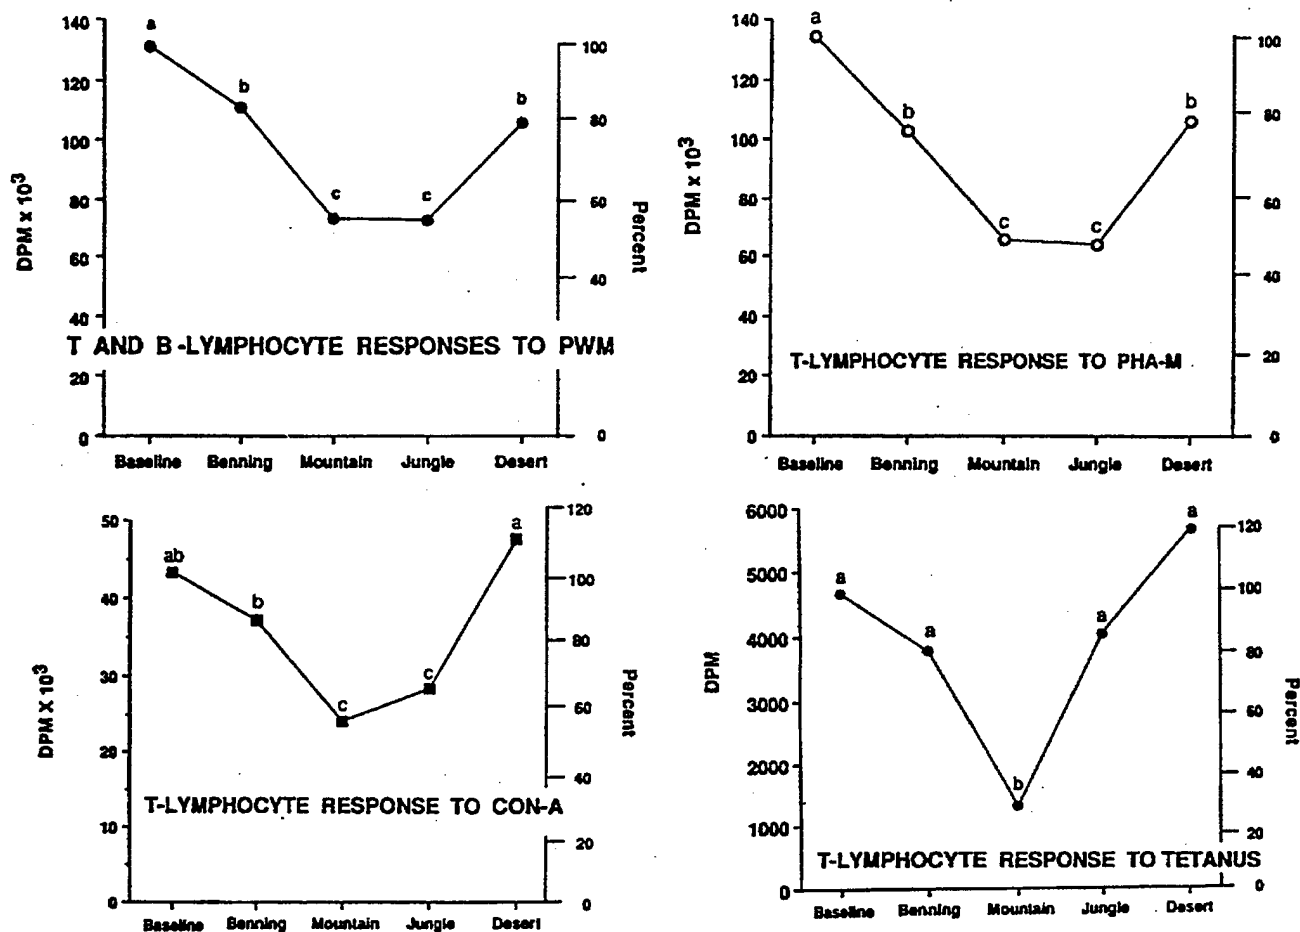 140
120
100
80
60
40
20
0
DPM x 10³
a
b
c
c
b
100
80
60
40
0
Percent
T AND B-LYMPHOCYTE RESPONSES TO PWM
Baseline Benning Mountain Jungle Desert
140
120
100
80
60
40
20
0
DPM x 10³
a
b
c
c
b
100
80
60
40
20
0
T-LYMPHOCYTE RESPONSE TO PHA-M
Baseline Benning Mountain Jungle Desert
50
40
30
20
10
0
DPM X 10³
ab
b
c
c
a
120
100
80
60
40
20
0
Percent
T-LYMPHOCYTE RESPONSE TO CON-A
Baseline Benning Mountain Jungle Desert
6000
5000
4000
3000
2000
1000
0
DPM
a
a
b
a
a
120
100
80
60
40
20
0
Percent
T-LYMPHOCYTE RESPONSE TO TETANUS
Baseline Benning Mountain Jungle Desert